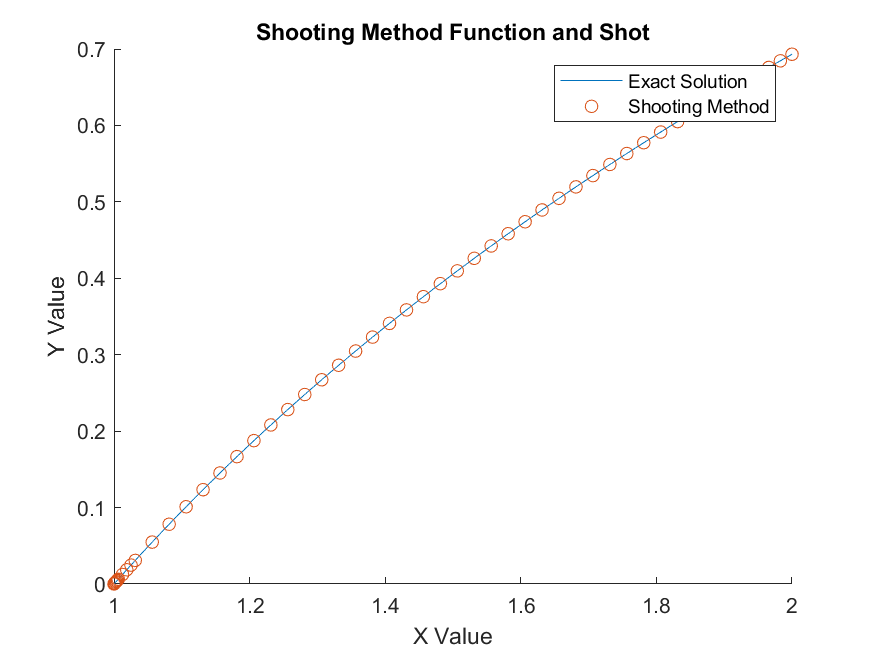 Shooting Method Function and Shot
0.7
Exact Solution
Shooting Method
0.6
0.5
0.4
0.3
0.2
0.1
0
Y Value
1
1.2
1.4
1.6
1.8
2
X Value